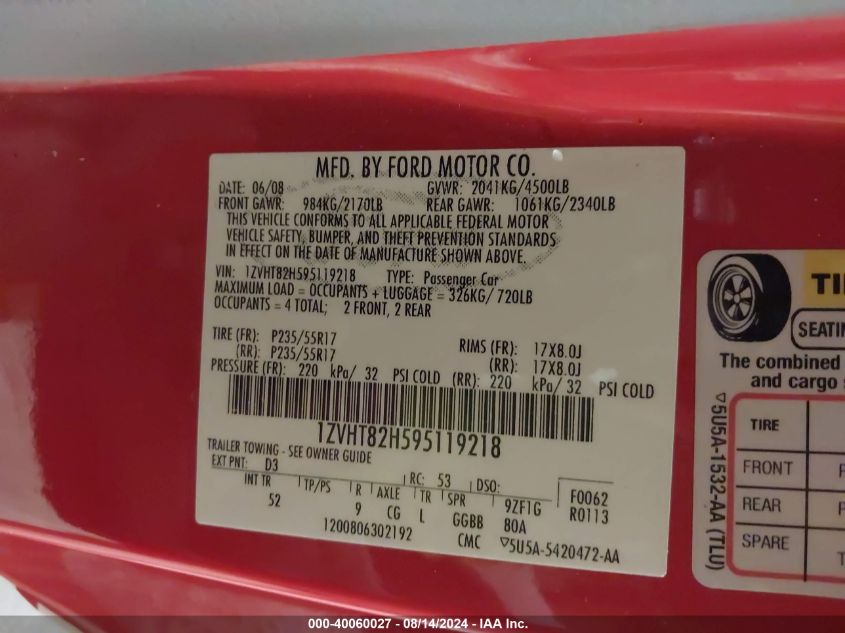 MFD. BY FORD MOTOR CO.
DATE: 06/08 GVWR: 2041KG/4500LB
FRONT GAWR: 984KG/2170LB REAR GAWR: 1061KG/2340LB
THIS VEHICLE CONFORMS TO ALL APPLICABLE FEDERAL MOTOR
VEHICLE SAFETY, BUMPER, AND THEFT PREVENTION STANDARDS
IN EFFECT ON THE DATE OF MANUFACTURE SHOWN ABOVE.
VIN: 1ZVHT82H595119218 TYPE: Passenger Car
MAXIMUM LOAD = OCCUPANTS + LUGGAGE = 326KG/ 720LB
OCCUPANTS = 4 TOTAL; 2 FRONT, 2 REAR
TIRE (FR): P235/55R17 RIMS (FR): 17X8.0J
(RR): P235/55R17 (RR): 17X8.0J
PRESSURE (FR): 220 kPa/ 32 PSI COLD (RR): 220 kPa/ 32 PSI COLD
1ZVHT82H595119218
TRAILER TOWING - SEE OWNER GUIDE
EXT PNT: D3 RC: 53 DSO: F0062
INT TR TP/PS R AXLE TR SPR 9ZF1G R0113
52 9 CG L GGBB 80A
1200806302192 CMC ▽5U5A-5420472-AA
TI
SEATIN
The combined
and cargo
TIRE
FRONT
REAR
SPARE
▽5U5A-1532-AA (TLU)
000-40060027 - 08/14/2024 - IAA Inc.